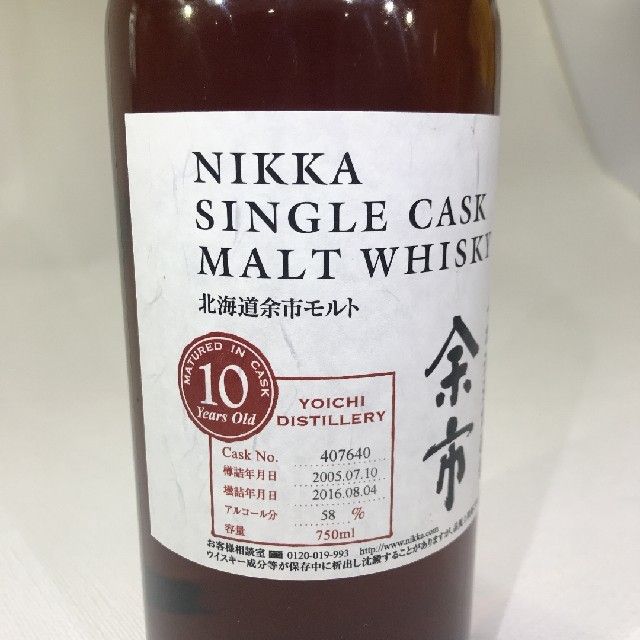 NIKKA
SINGLE CASK
MALT WHISKY
北海道余市モルト
余市
MATURED IN CASK
10
Years Old
YOICHI
DISTILLERY
Cask No. 407640
樽詰年月日 2005.07.10
壜詰年月日 2016.08.04
アルコール分 58 %
容量 750ml
お客様相談室 0120-019-993 http://www.nikka.com
ウイスキー成分等が保存中に析出し沈澱することがありますが、品質